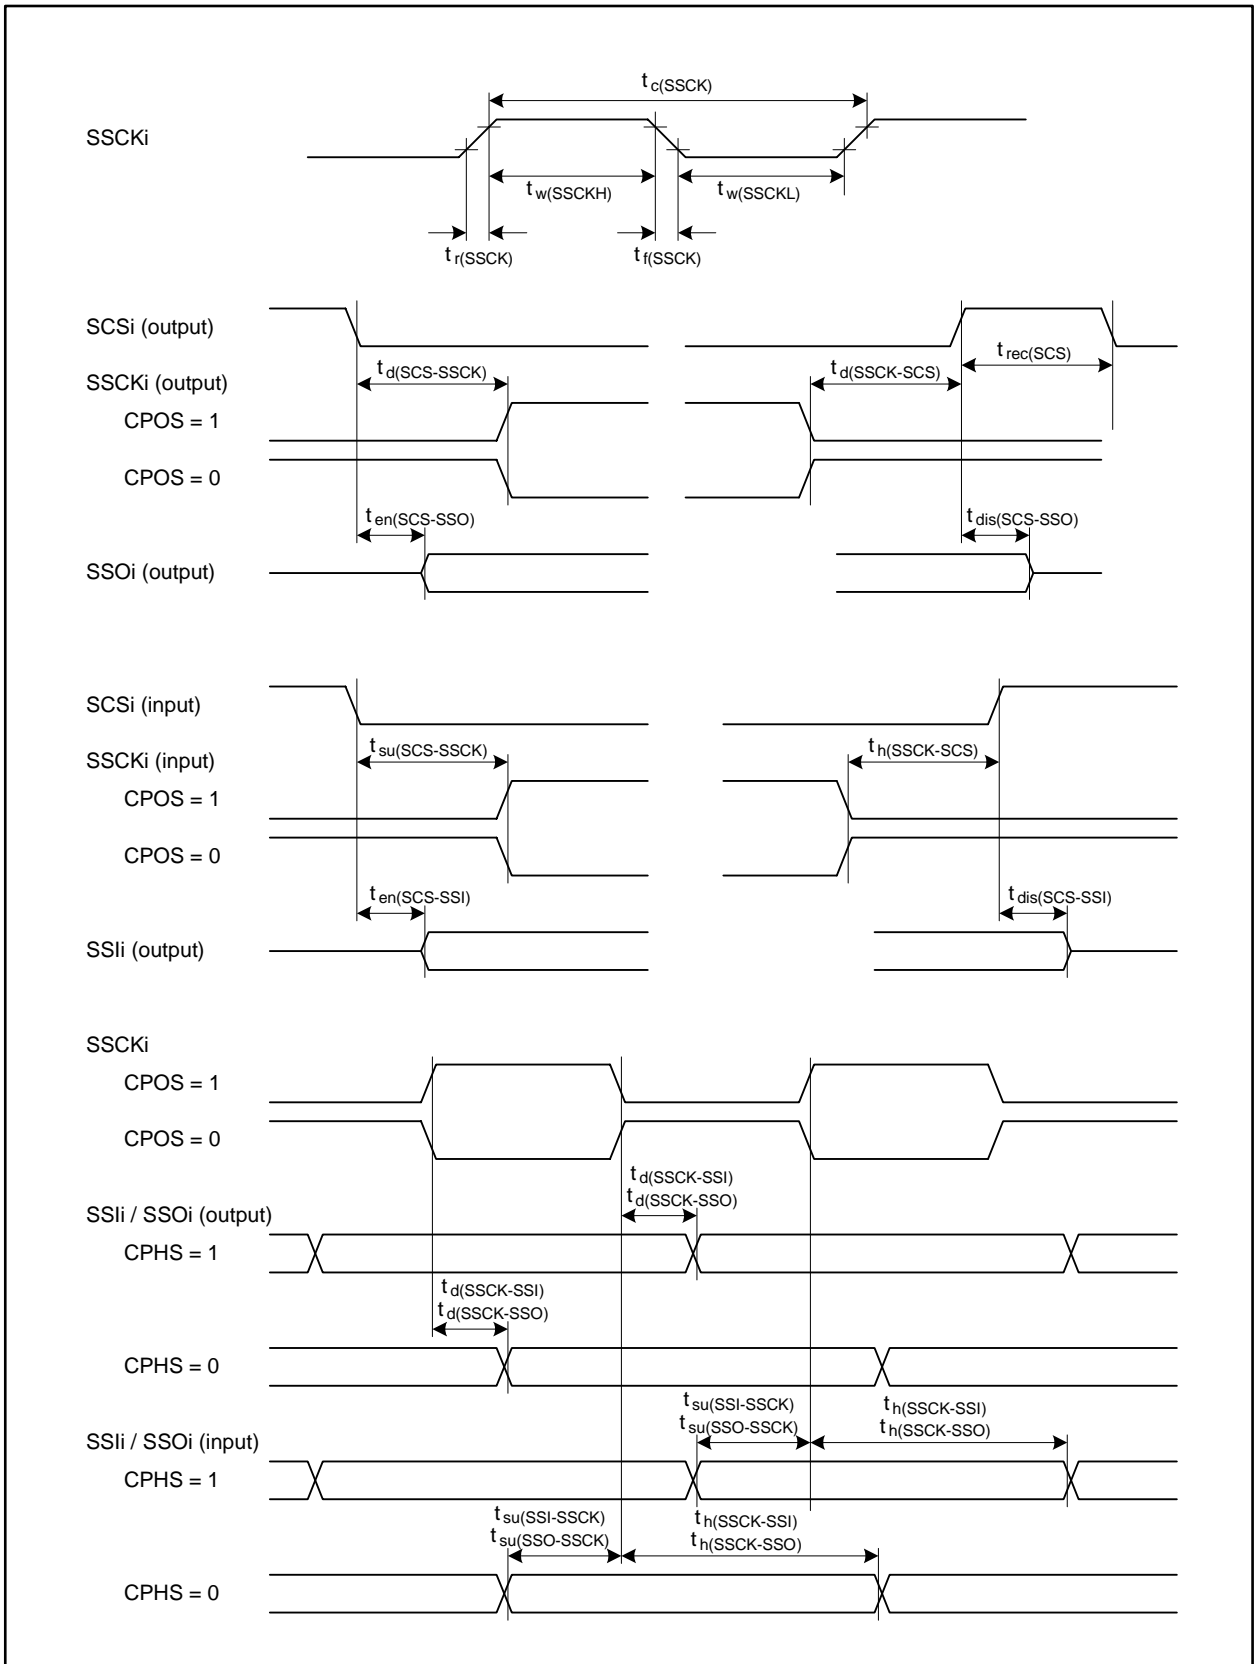 t c(SSCK)
SSCKi
t w(SSCKH)
t w(SSCKL)
t r(SSCK)
t f(SSCK)
SCSi (output)
t rec(SCS)
t d(SCS-SSCK)
t d(SSCK-SCS)
SSCKi (output)
CPOS = 1
CPOS = 0
t en(SCS-SSO)
t dis(SCS-SSO)
SSOi (output)
SCSi (input)
t su(SCS-SSCK)
t h(SSCK-SCS)
SSCKi (input)
CPOS = 1
CPOS = 0
t en(SCS-SSI)
t dis(SCS-SSI)
SSIi (output)
SSCKi
CPOS = 1
CPOS = 0
t d(SSCK-SSI)
t d(SSCK-SSO)
SSIi / SSOi (output)
CPHS = 1
t d(SSCK-SSI)
t d(SSCK-SSO)
CPHS = 0
t su(SSI-SSCK)
t su(SSO-SSCK)
t h(SSCK-SSI)
t h(SSCK-SSO)
SSIi / SSOi (input)
CPHS = 1
t su(SSI-SSCK)
t su(SSO-SSCK)
t h(SSCK-SSI)
t h(SSCK-SSO)
CPHS = 0